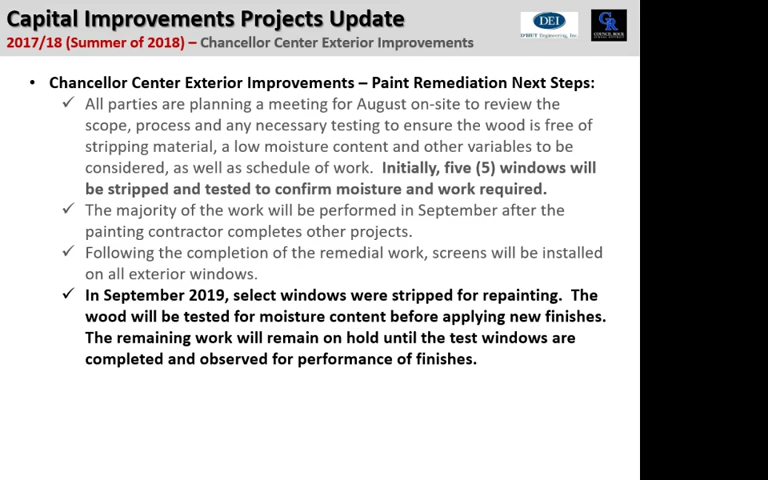 Capital Improvements Projects Update
2017/18 (Summer of 2018) – Chancellor Center Exterior Improvements
DEI
D'HUY Engineering, Inc.
CR
COUNCIL ROCK
• Chancellor Center Exterior Improvements – Paint Remediation Next Steps:
✓ All parties are planning a meeting for August on-site to review the
scope, process and any necessary testing to ensure the wood is free of
stripping material, a low moisture content and other variables to be
considered, as well as schedule of work. Initially, five (5) windows will
be stripped and tested to confirm moisture and work required.
✓ The majority of the work will be performed in September after the
painting contractor completes other projects.
✓ Following the completion of the remedial work, screens will be installed
on all exterior windows.
✓ In September 2019, select windows were stripped for repainting. The
wood will be tested for moisture content before applying new finishes.
The remaining work will remain on hold until the test windows are
completed and observed for performance of finishes.